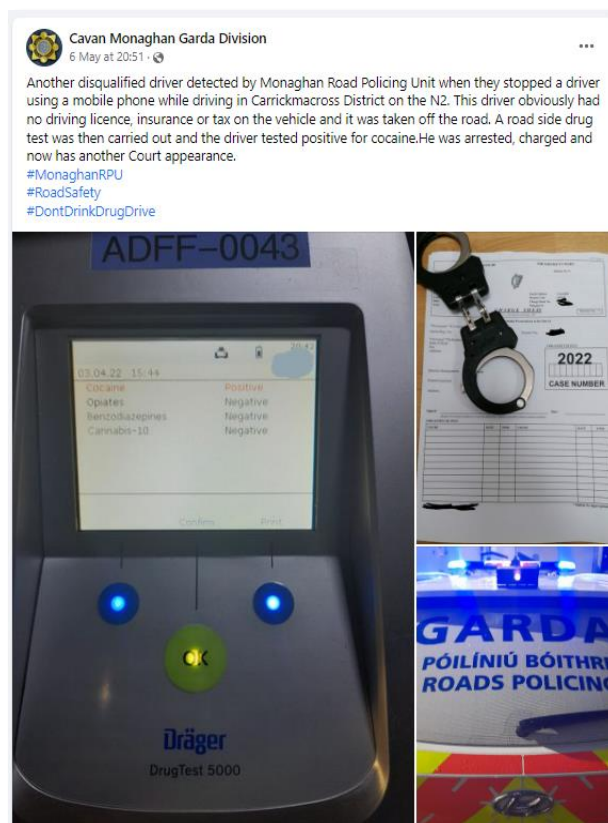 Cavan Monaghan Garda Division
6 May at 20:51 ·
Another disqualified driver detected by Monaghan Road Policing Unit when they stopped a driver
using a mobile phone while driving in Carrickmacross District on the N2. This driver obviously had
no driving licence, insurance or tax on the vehicle and it was taken off the road. A road side drug
test was then carried out and the driver tested positive for cocaine.He was arrested, charged and
now has another Court appearance.
#MonaghanRPU
#RoadSafety
#DontDrinkDrugDrive
ADFF-0043
03.04.22 15:44
Cocaine Positive
Opiates Negative
Benzodiazepines Negative
Cannabis-10 Negative
Confirm Print
OK
Dräger
DrugTest 5000
2022
CASE NUMBER
GARDA
PÓILÍNIÚ BÓITHRE
ROADS POLICING